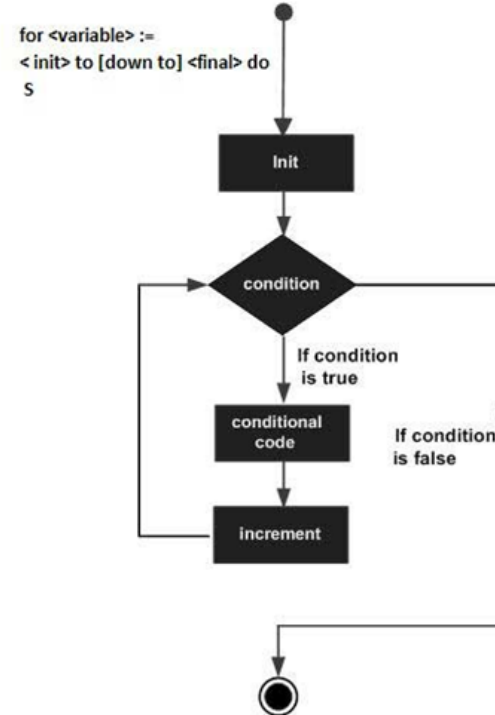 for <variable> :=
< init> to [down to] <final> do
S
Init
condition
If condition
is true
conditional
code
If condition
is false
increment